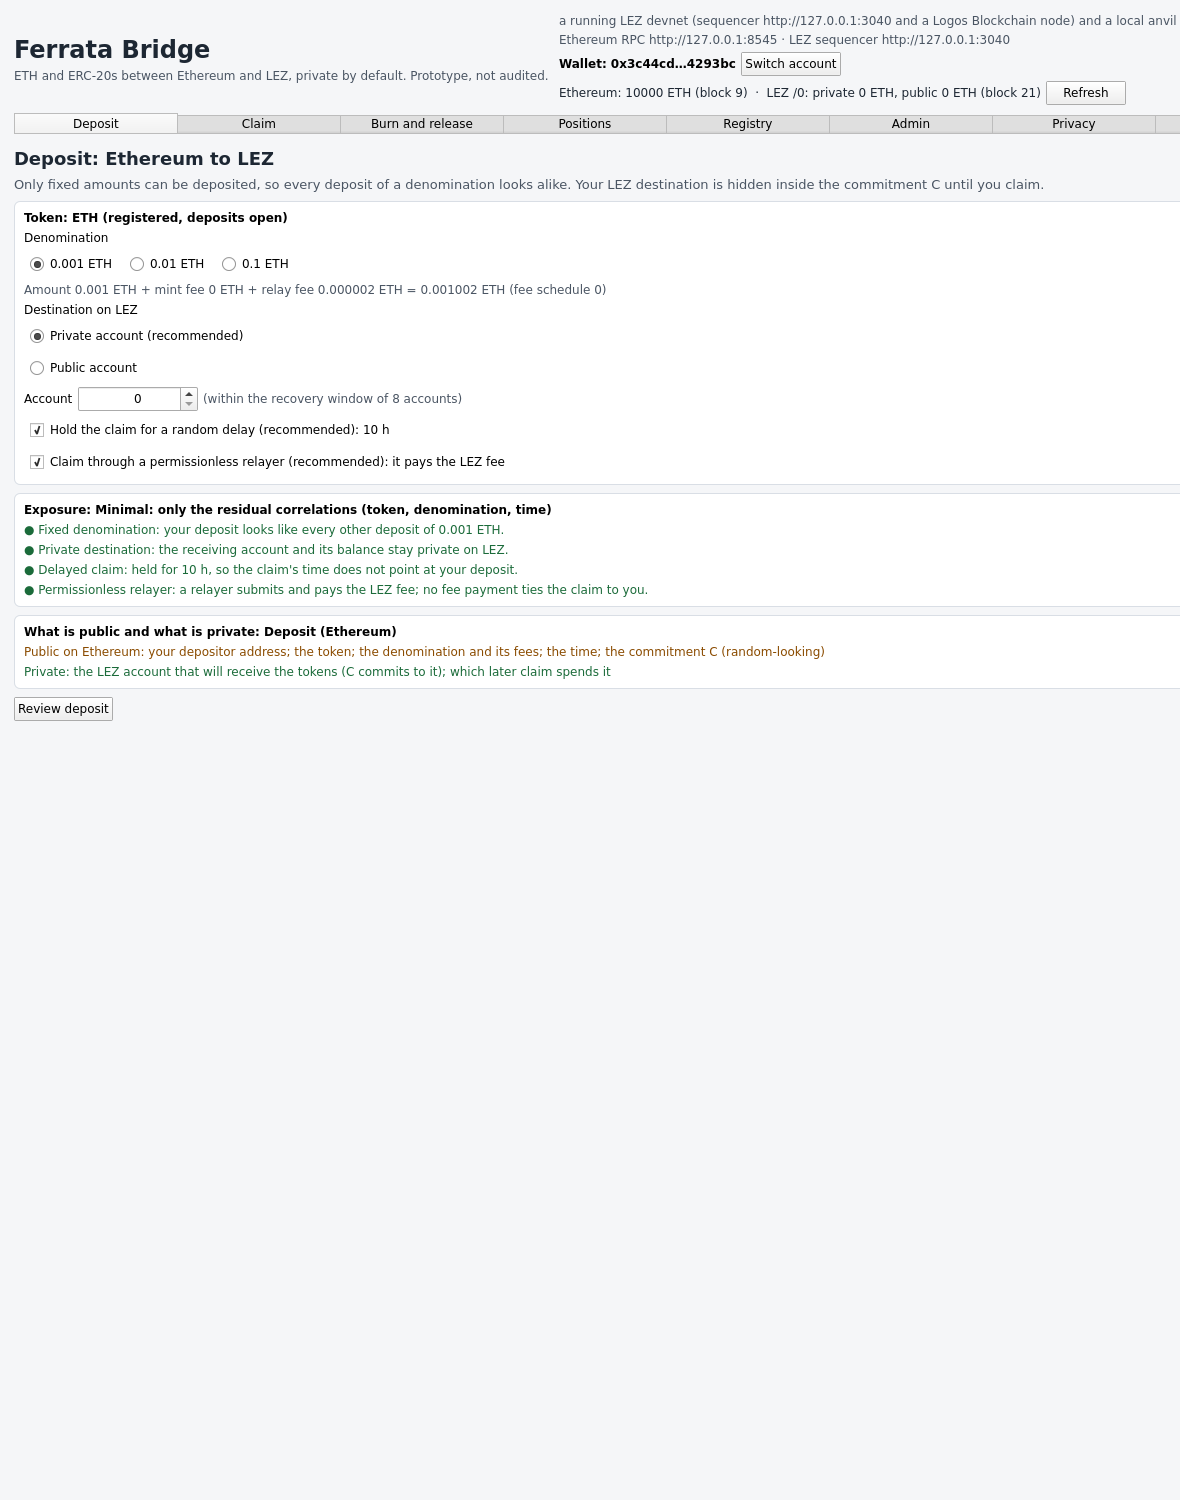 Ferrata Bridge
ETH and ERC-20s between Ethereum and LEZ, private by default. Prototype, not audited.
a running LEZ devnet (sequencer http://127.0.0.1:3040 and a Logos Blockchain node) and a local anvil
Ethereum RPC http://127.0.0.1:8545 · LEZ sequencer http://127.0.0.1:3040
Wallet: 0x3c44cd…4293bc Switch account
Ethereum: 10000 ETH (block 9) · LEZ /0: private 0 ETH, public 0 ETH (block 21) Refresh
Deposit Claim Burn and release Positions Registry Admin Privacy
Deposit: Ethereum to LEZ
Only fixed amounts can be deposited, so every deposit of a denomination looks alike. Your LEZ destination is hidden inside the commitment C until you claim.
Token: ETH (registered, deposits open)
Denomination
0.001 ETH 0.01 ETH 0.1 ETH
Amount 0.001 ETH + mint fee 0 ETH + relay fee 0.000002 ETH = 0.001002 ETH (fee schedule 0)
Destination on LEZ
Private account (recommended)
Public account
Account 0 (within the recovery window of 8 accounts)
Hold the claim for a random delay (recommended): 10 h
Claim through a permissionless relayer (recommended): it pays the LEZ fee
Exposure: Minimal: only the residual correlations (token, denomination, time)
● Fixed denomination: your deposit looks like every other deposit of 0.001 ETH.
● Private destination: the receiving account and its balance stay private on LEZ.
● Delayed claim: held for 10 h, so the claim's time does not point at your deposit.
● Permissionless relayer: a relayer submits and pays the LEZ fee; no fee payment ties the claim to you.
What is public and what is private: Deposit (Ethereum)
Public on Ethereum: your depositor address; the token; the denomination and its fees; the time; the commitment C (random-looking)
Private: the LEZ account that will receive the tokens (C commits to it); which later claim spends it
Review deposit